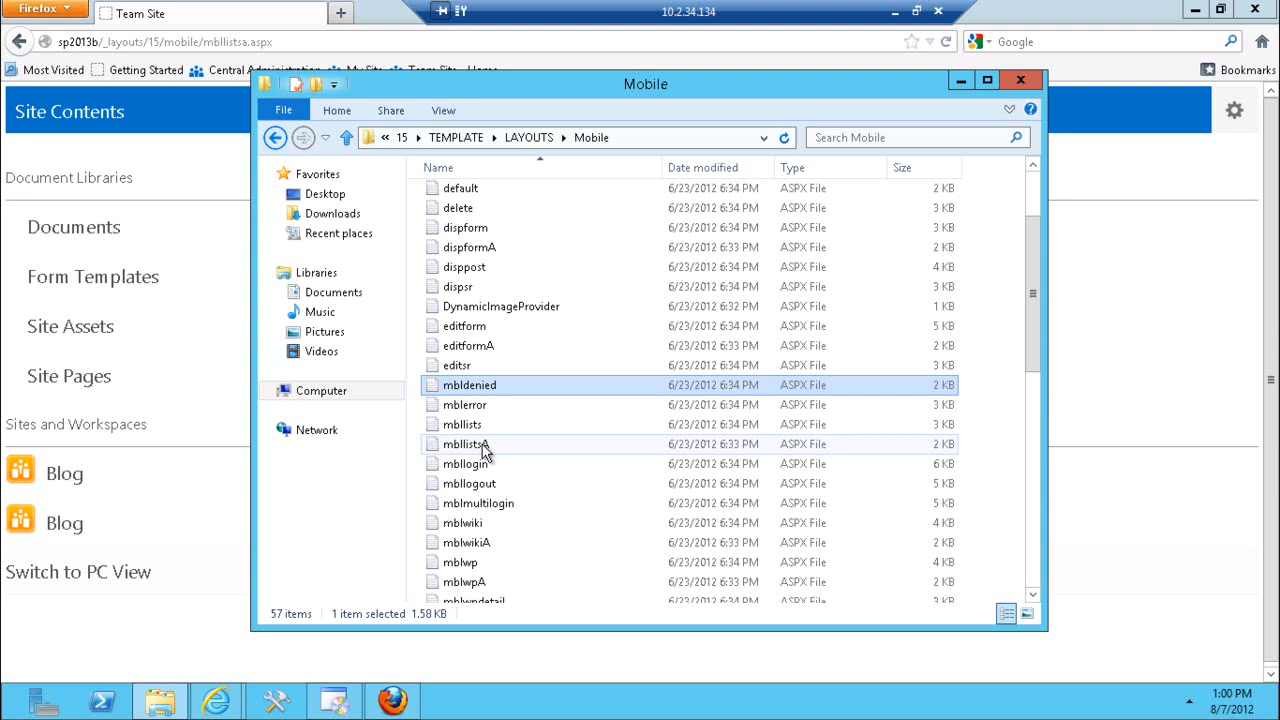 Firefox
Team Site
10.2.34.134
sp2013b/_layouts/15/mobile/mbllistsa.aspx
Google
Most Visited
Getting Started
Central Administration
My Site
Team Site - Home
Bookmarks
Mobile
File
Home
Share
View
15
TEMPLATE
LAYOUTS
Mobile
Search Mobile
Site Contents
Document Libraries
Documents
Form Templates
Site Assets
Site Pages
Sites and Workspaces
Blog
Blog
Switch to PC View
Favorites
Desktop
Downloads
Recent places
Libraries
Documents
Music
Pictures
Videos
Computer
Network
Name Date modified Type Size
default 6/23/2012 6:34 PM ASPX File 2 KB
delete 6/23/2012 6:34 PM ASPX File 3 KB
dispform 6/23/2012 6:34 PM ASPX File 3 KB
dispformA 6/23/2012 6:33 PM ASPX File 2 KB
disppost 6/23/2012 6:34 PM ASPX File 4 KB
dispsr 6/23/2012 6:34 PM ASPX File 3 KB
DynamicImageProvider 6/23/2012 6:32 PM ASPX File 1 KB
editform 6/23/2012 6:34 PM ASPX File 5 KB
editformA 6/23/2012 6:33 PM ASPX File 2 KB
editsr 6/23/2012 6:34 PM ASPX File 3 KB
mbldenied 6/23/2012 6:34 PM ASPX File 2 KB
mblerror 6/23/2012 6:34 PM ASPX File 3 KB
mbllists 6/23/2012 6:34 PM ASPX File 3 KB
mbllistsA 6/23/2012 6:33 PM ASPX File 2 KB
mbllogin 6/23/2012 6:34 PM ASPX File 6 KB
mbllogout 6/23/2012 6:34 PM ASPX File 5 KB
mblmultilogin 6/23/2012 6:34 PM ASPX File 5 KB
mblwiki 6/23/2012 6:34 PM ASPX File 4 KB
mblwikiA 6/23/2012 6:33 PM ASPX File 2 KB
mblwp 6/23/2012 6:34 PM ASPX File 4 KB
mblwpA 6/23/2012 6:33 PM ASPX File 2 KB
mblwpdetail 6/23/2012 6:34 PM ASPX File 3 KB
57 items 1 item selected 1.58 KB
1:00 PM
8/7/2012